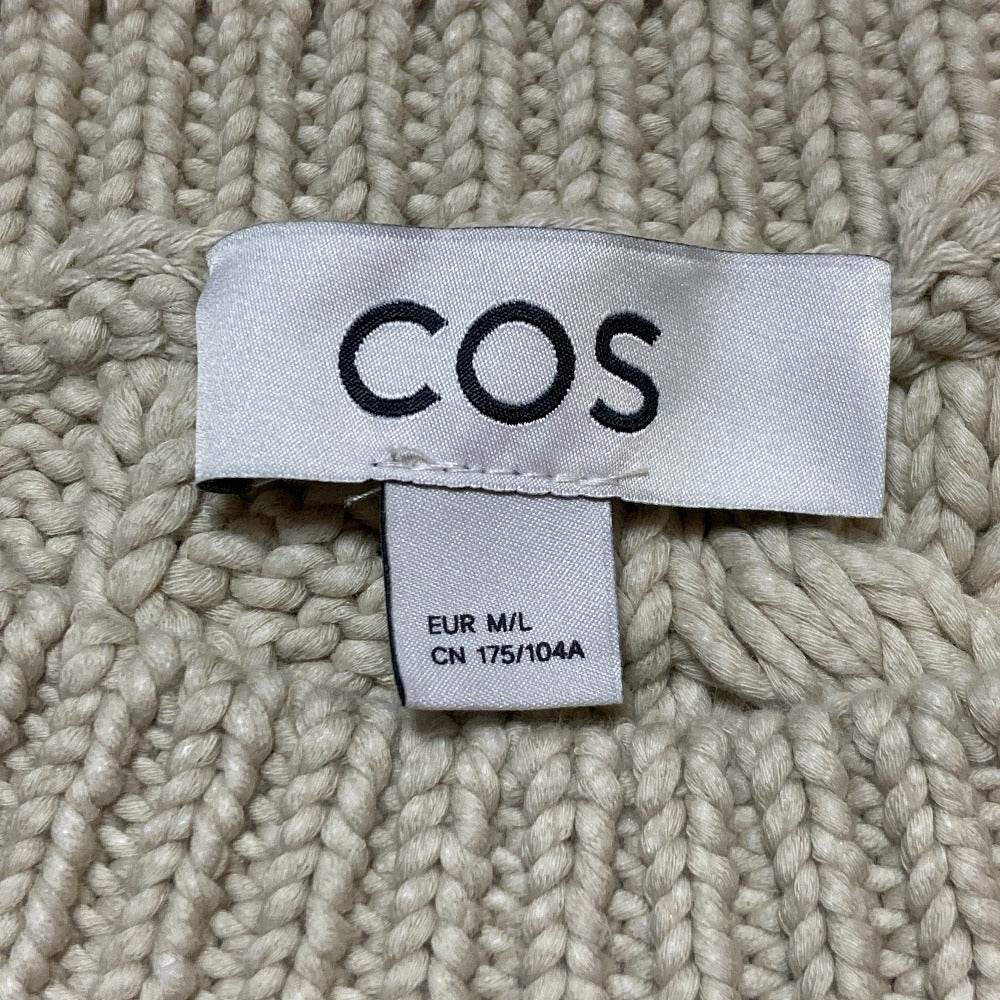 COS
EUR M/L
CN 175/104A